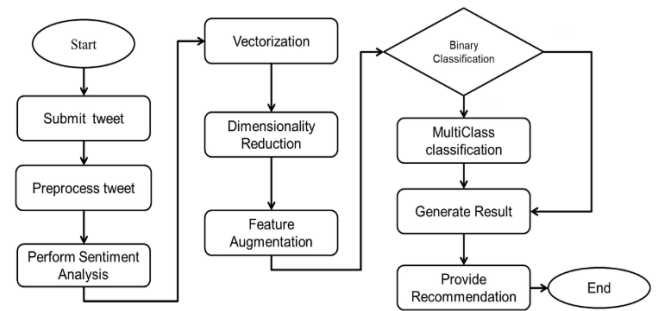 Start
Submit tweet
Preprocess tweet
Perform Sentiment
Analysis
Vectorization
Dimensionality
Reduction
Feature
Augmentation
Binary
Classification
MultiClass
classification
Generate Result
Provide
Recommendation
End